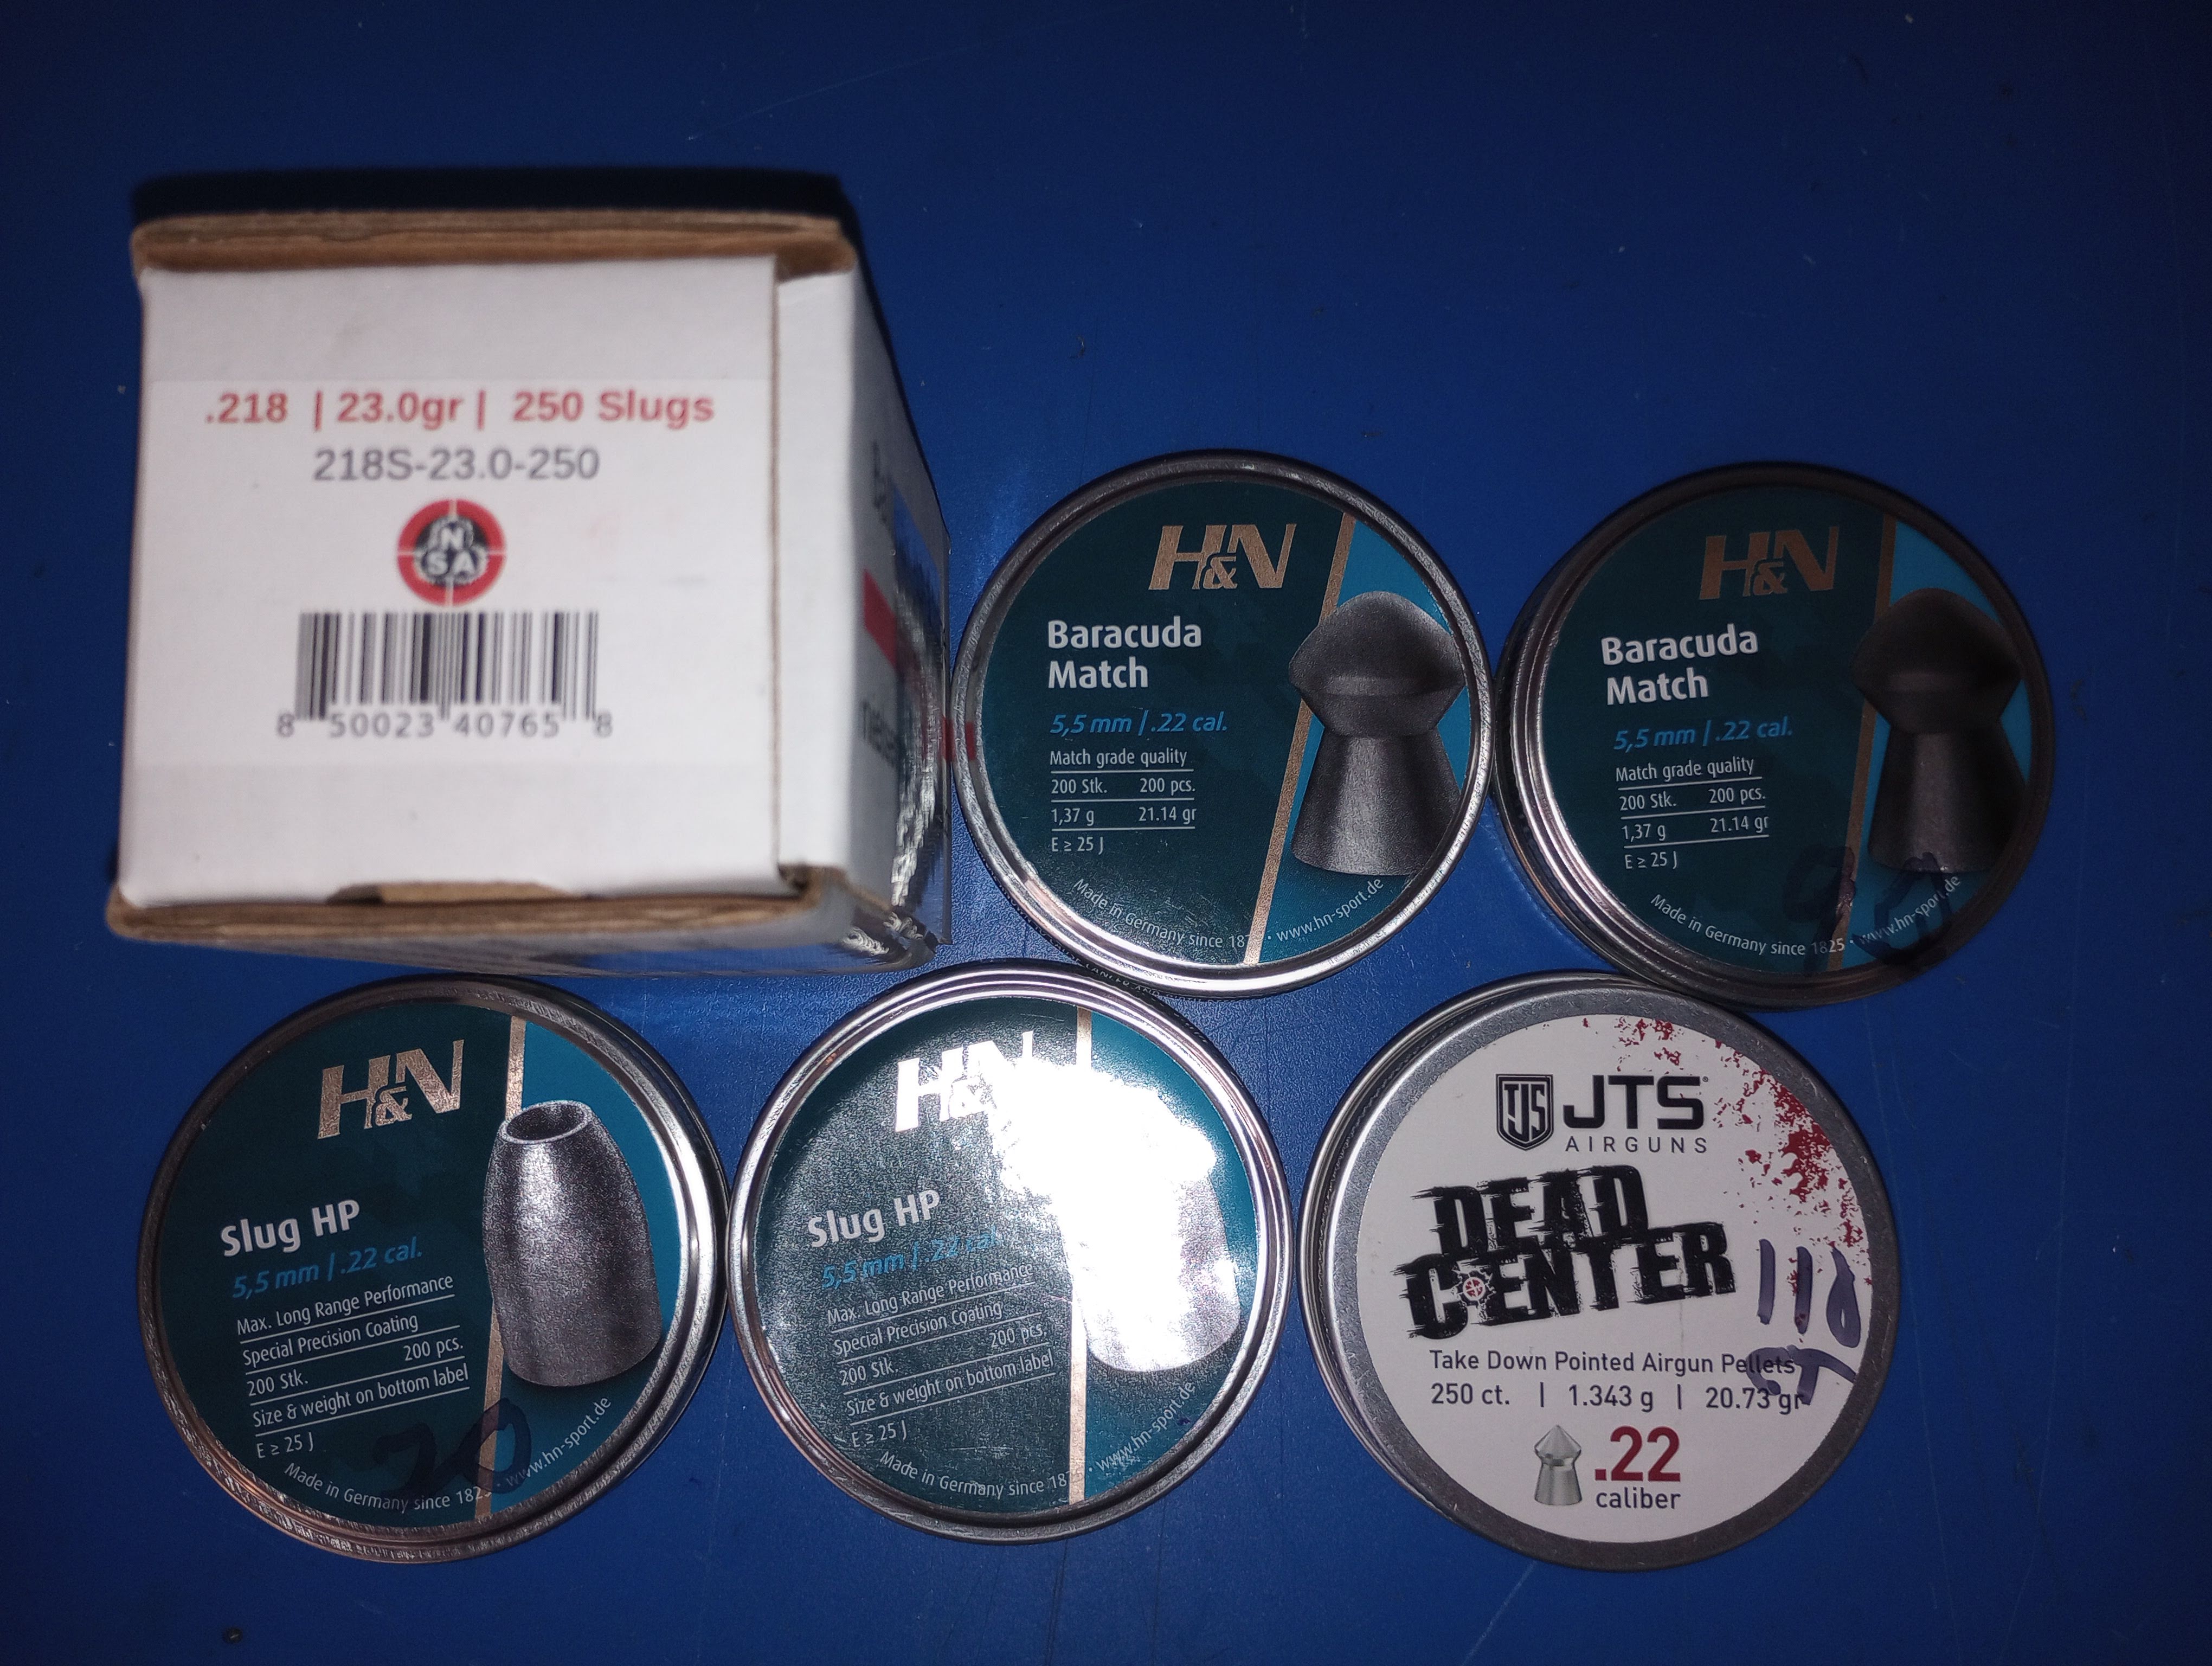 .218 | 23.0gr | 250 Slugs
218S-23.0-250
N
SA
8 50023 40765 8
H&N
Baracuda
Match
5,5 mm | .22 cal.
Match grade quality
200 Stk. 200 pcs.
1,37 g 21.14 gr
E ≥ 25 J
Made in Germany since 18 · www.hn-sport.de
H&N
Baracuda
Match
5,5 mm | .22 cal.
Match grade quality
200 Stk. 200 pcs.
1,37 g 21.14 gr
E ≥ 25 J
Made in Germany since 1825 · www.hn-sport.de
H&N
Slug HP
5,5 mm | .22 cal.
Max. Long Range Performance
Special Precision Coating
200 Stk. 200 pcs.
Size & weight on bottom label
E ≥ 25 J
20
Made in Germany since 182 www.hn-sport.de
H&N
Slug HP
5,5 mm | .22 cal.
Max. Long Range Performance
Special Precision Coating
200 Stk. 200 pcs.
Size & weight on bottom label
E ≥ 25 J
Made in Germany since 18 · www.hn-sport.de
JTS JTS
AIRGUNS
DEAD
CENTER
110
CT
Take Down Pointed Airgun Pellets
250 ct. | 1.343 g | 20.73 gr
.22
caliber